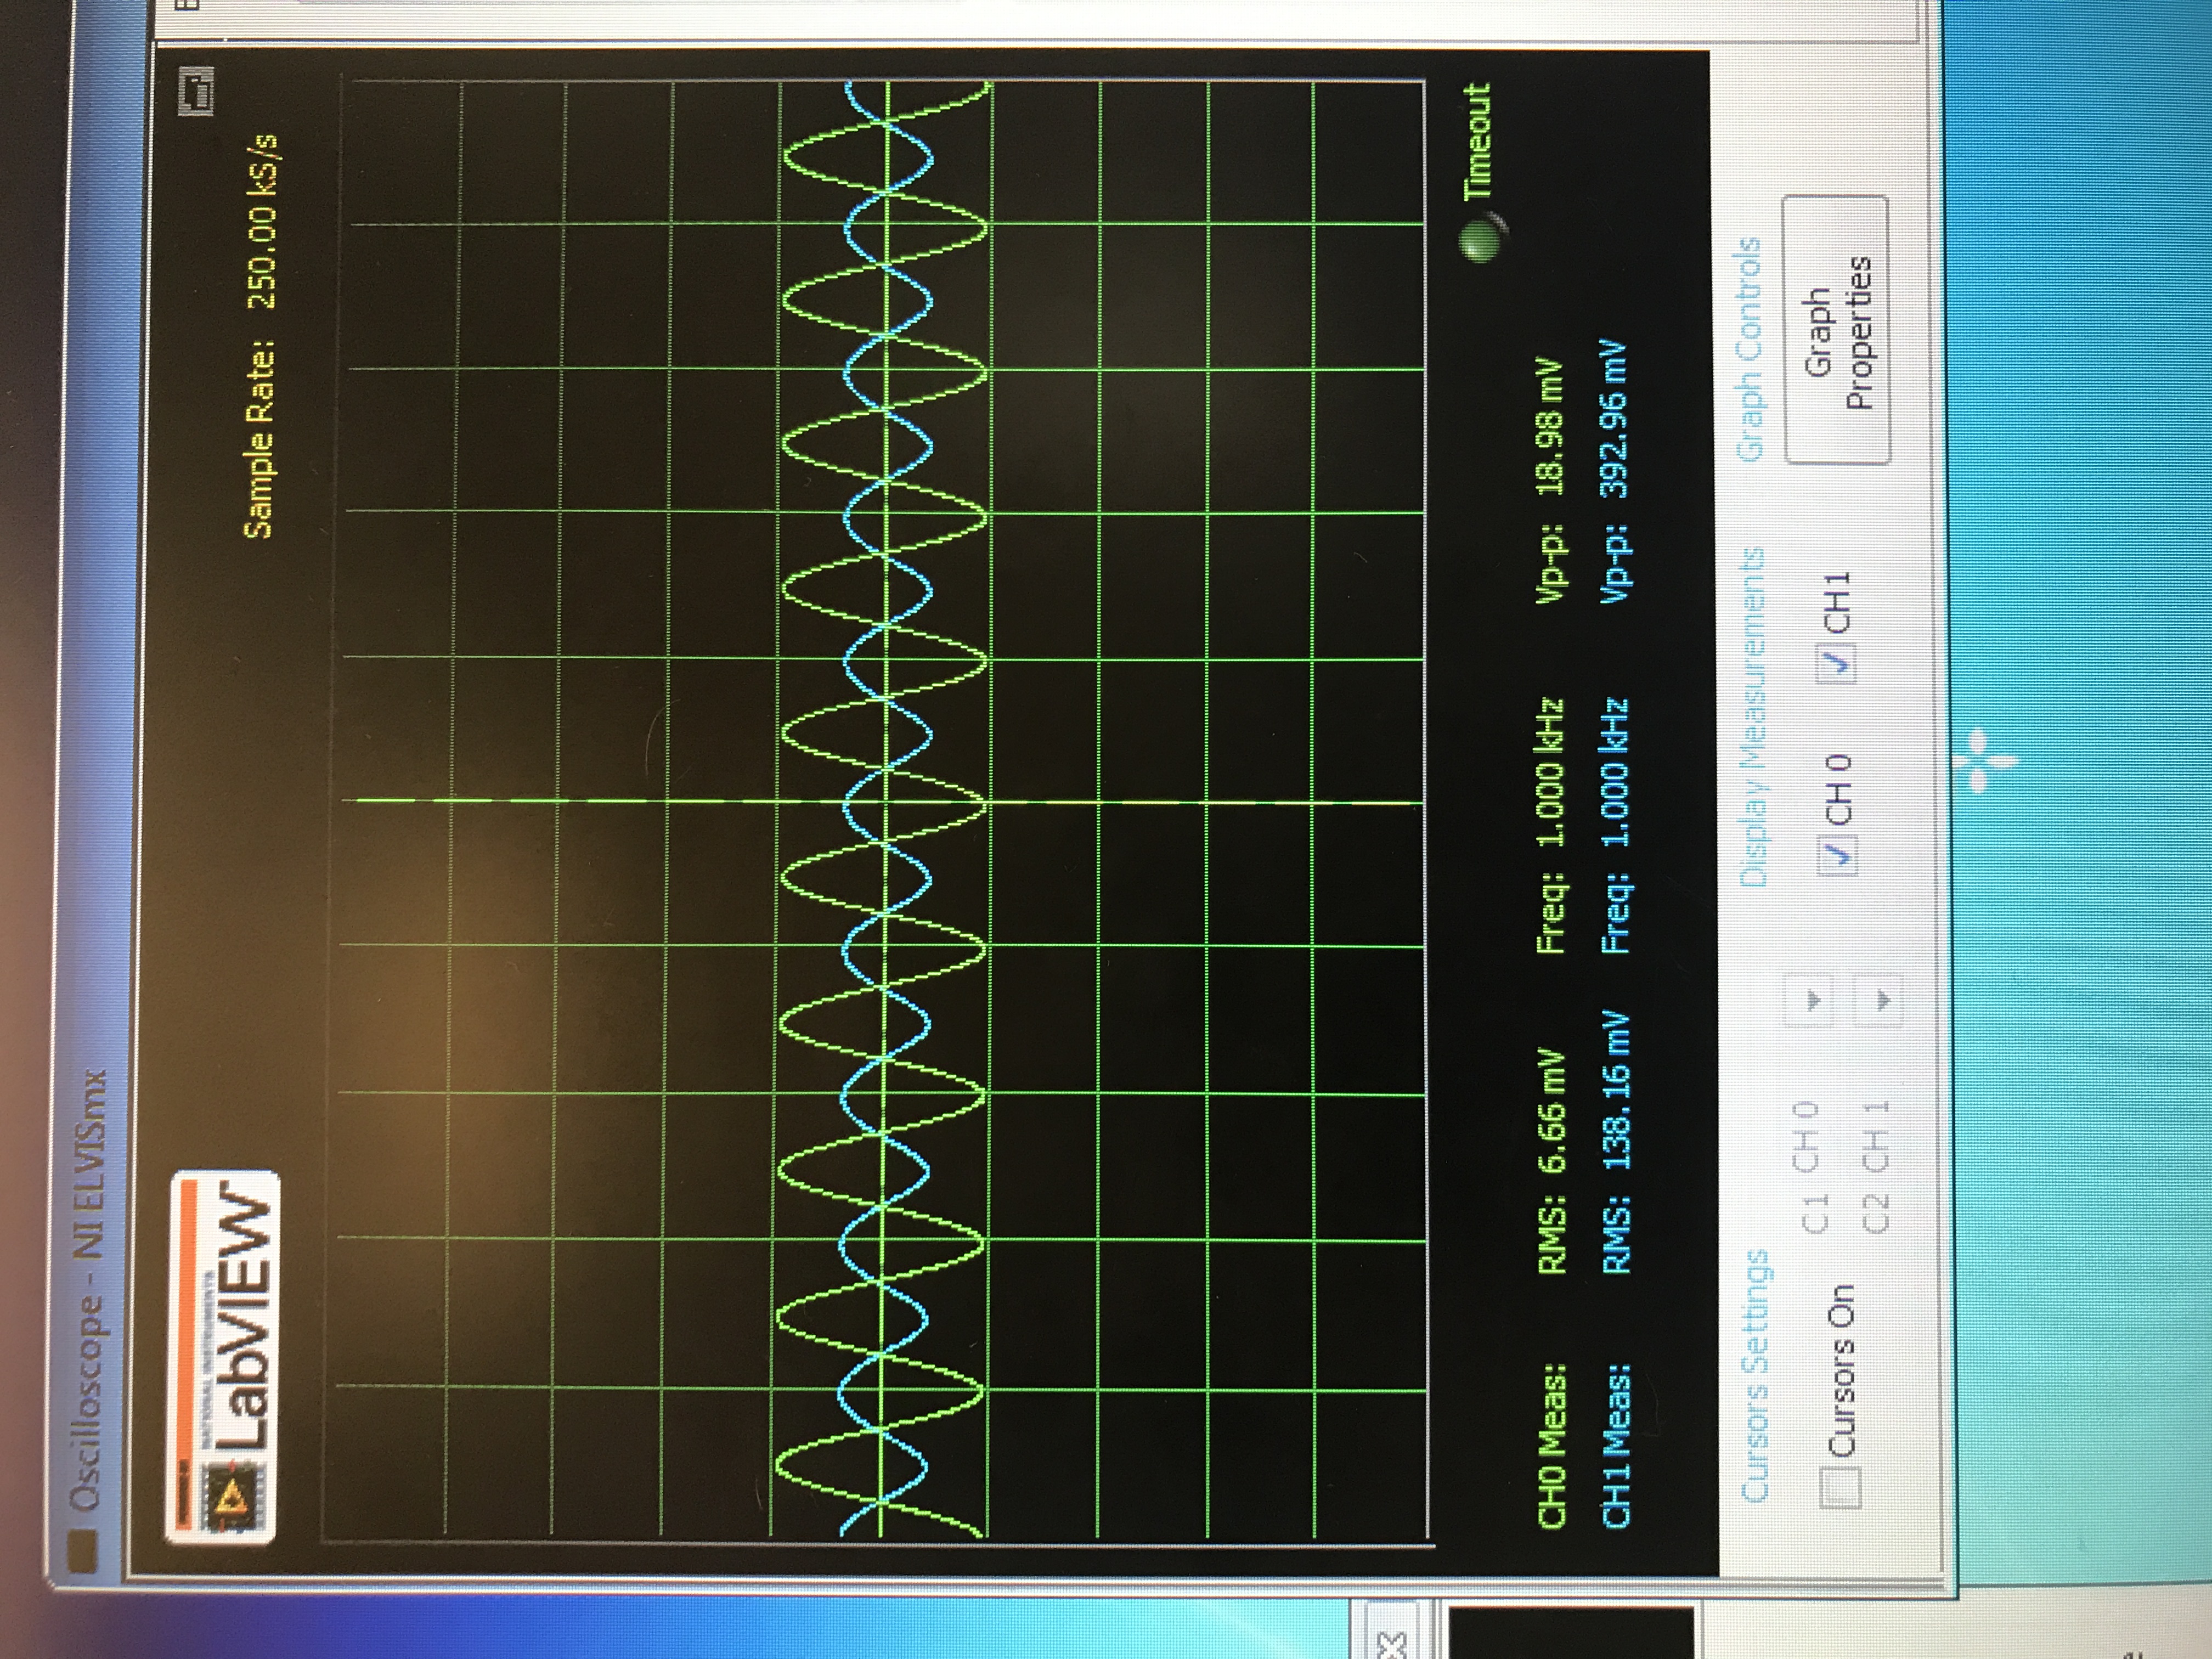 Oscilloscope - NI ELVISmx
NATIONAL INSTRUMENTS
LabVIEW™
Sample Rate: 250.00 kS/s
Timeout
CH0 Meas: RMS: 6.66 mV Freq: 1.000 kHz Vp-p: 18.98 mV
CH1 Meas: RMS: 138.16 mV Freq: 1.000 kHz Vp-p: 392.96 mV
Cursors Settings
Display Measurements
Graph Controls
Cursors On
C1 CH 0
C2 CH 1
CH 0
CH 1
Graph
Properties